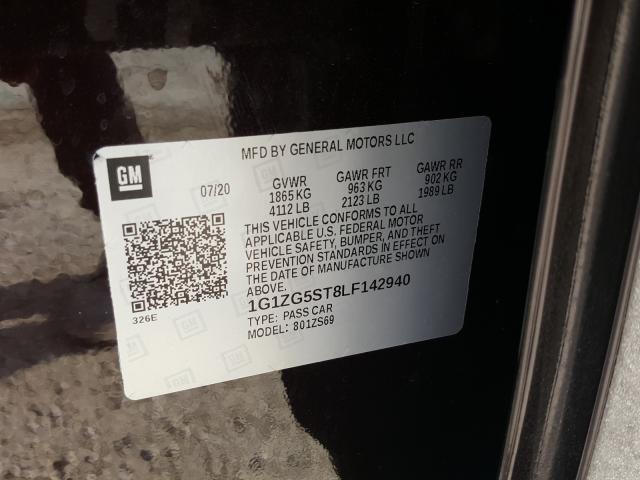 MFD BY GENERAL MOTORS LLC
GM
07/20
GVWR GAWR FRT GAWR RR
1865 KG 963 KG 902 KG
4112 LB 2123 LB 1989 LB
THIS VEHICLE CONFORMS TO ALL
APPLICABLE U.S. FEDERAL MOTOR
VEHICLE SAFETY, BUMPER, AND THEFT
PREVENTION STANDARDS IN EFFECT ON
THE DATE OF MANUFACTURE SHOWN
ABOVE.
1G1ZG5ST8LF142940
326E
TYPE: PASS CAR
MODEL: 801ZS69